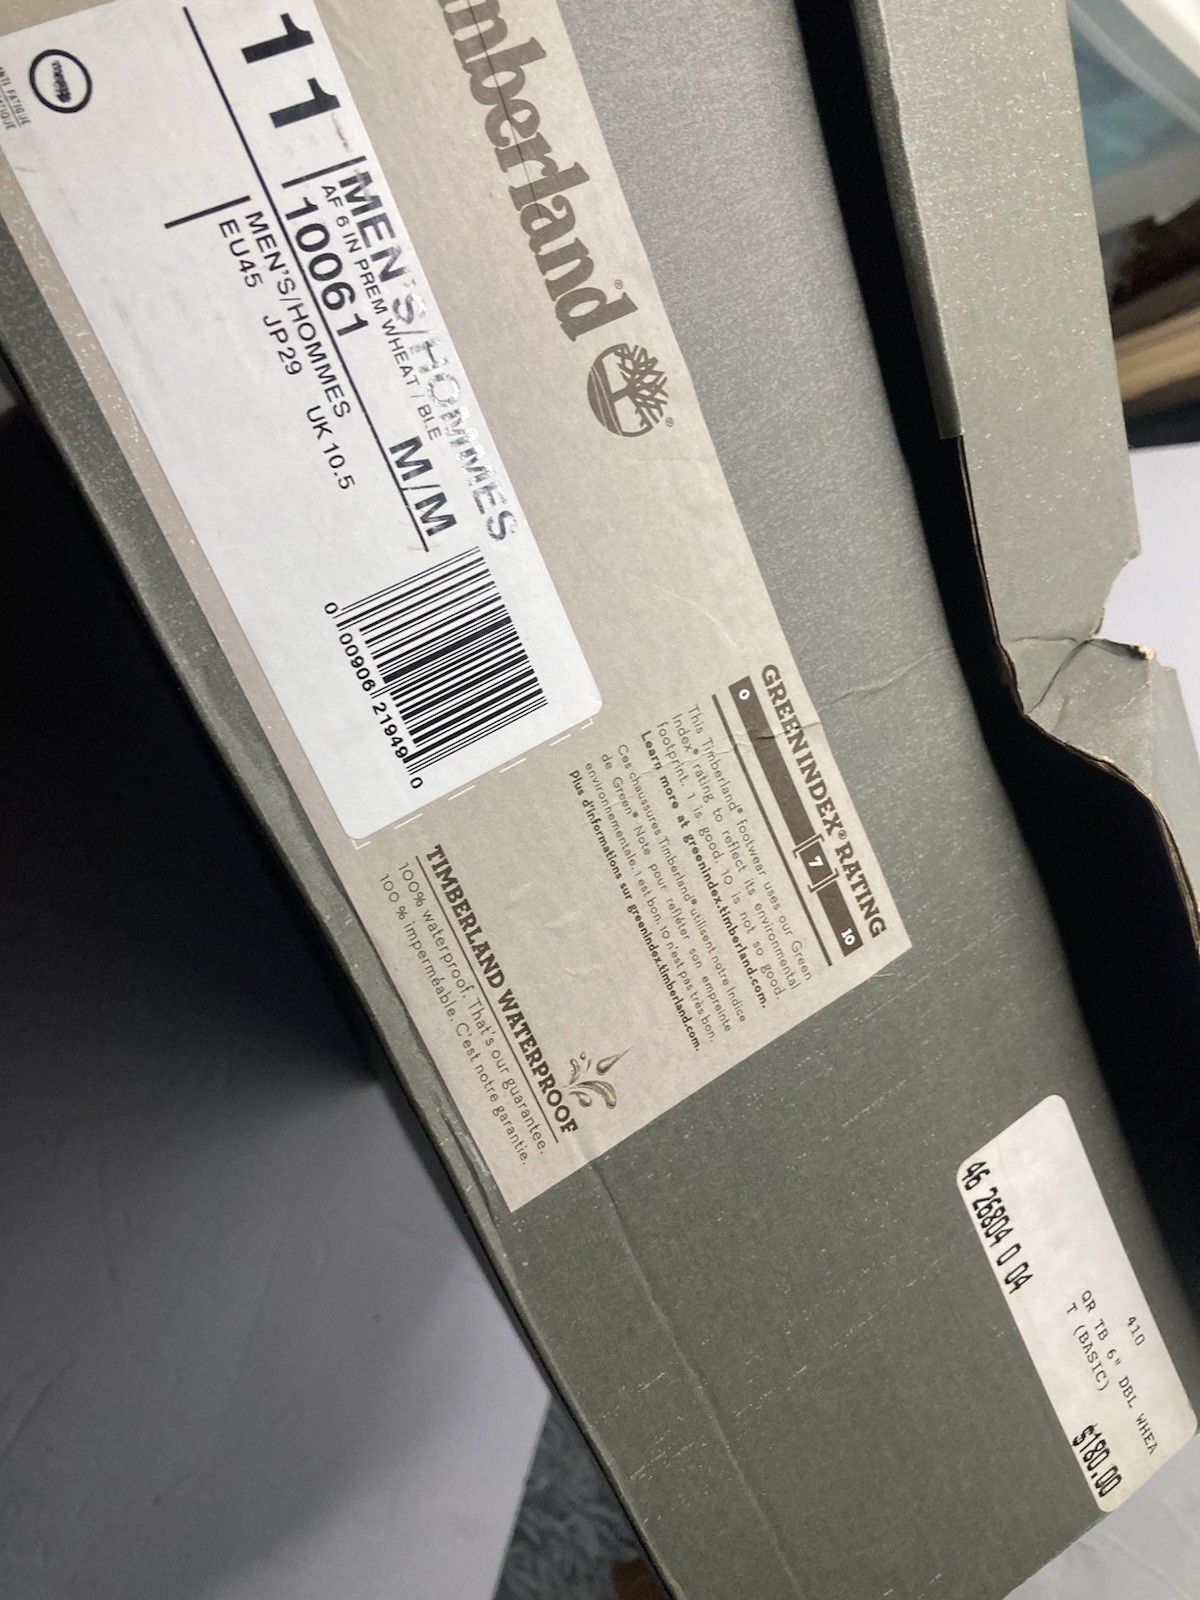 Timberland®
11
MEN'S/HOMMES
AF 6 IN PREM WHEAT / BLE
10061 M/M
MEN'S/HOMMES
EU45 JP29 UK 10.5
0 00906 21949 0
ANTI FATIGUE
GREEN INDEX® RATING
0 7 10
This Timberland® footwear uses our Green
Index® rating to reflect its environmental
footprint. 1 is good. 10 is not so good.
Learn more at greenindex.timberland.com.
Ces chaussures Timberland® utilisent notre Indice
de Green® Note pour refléter son empreinte
environnementale. 1 est bon. 10 n'est pas très bon.
Plus d'informations sur greenindex.timberland.com.
TIMBERLAND WATERPROOF
100% waterproof. That's our guarantee.
100 % imperméable. C'est notre garantie.
410
QR TB 6" DBL WHEA
T (BASIC)
46 26804 0 04
$180.00